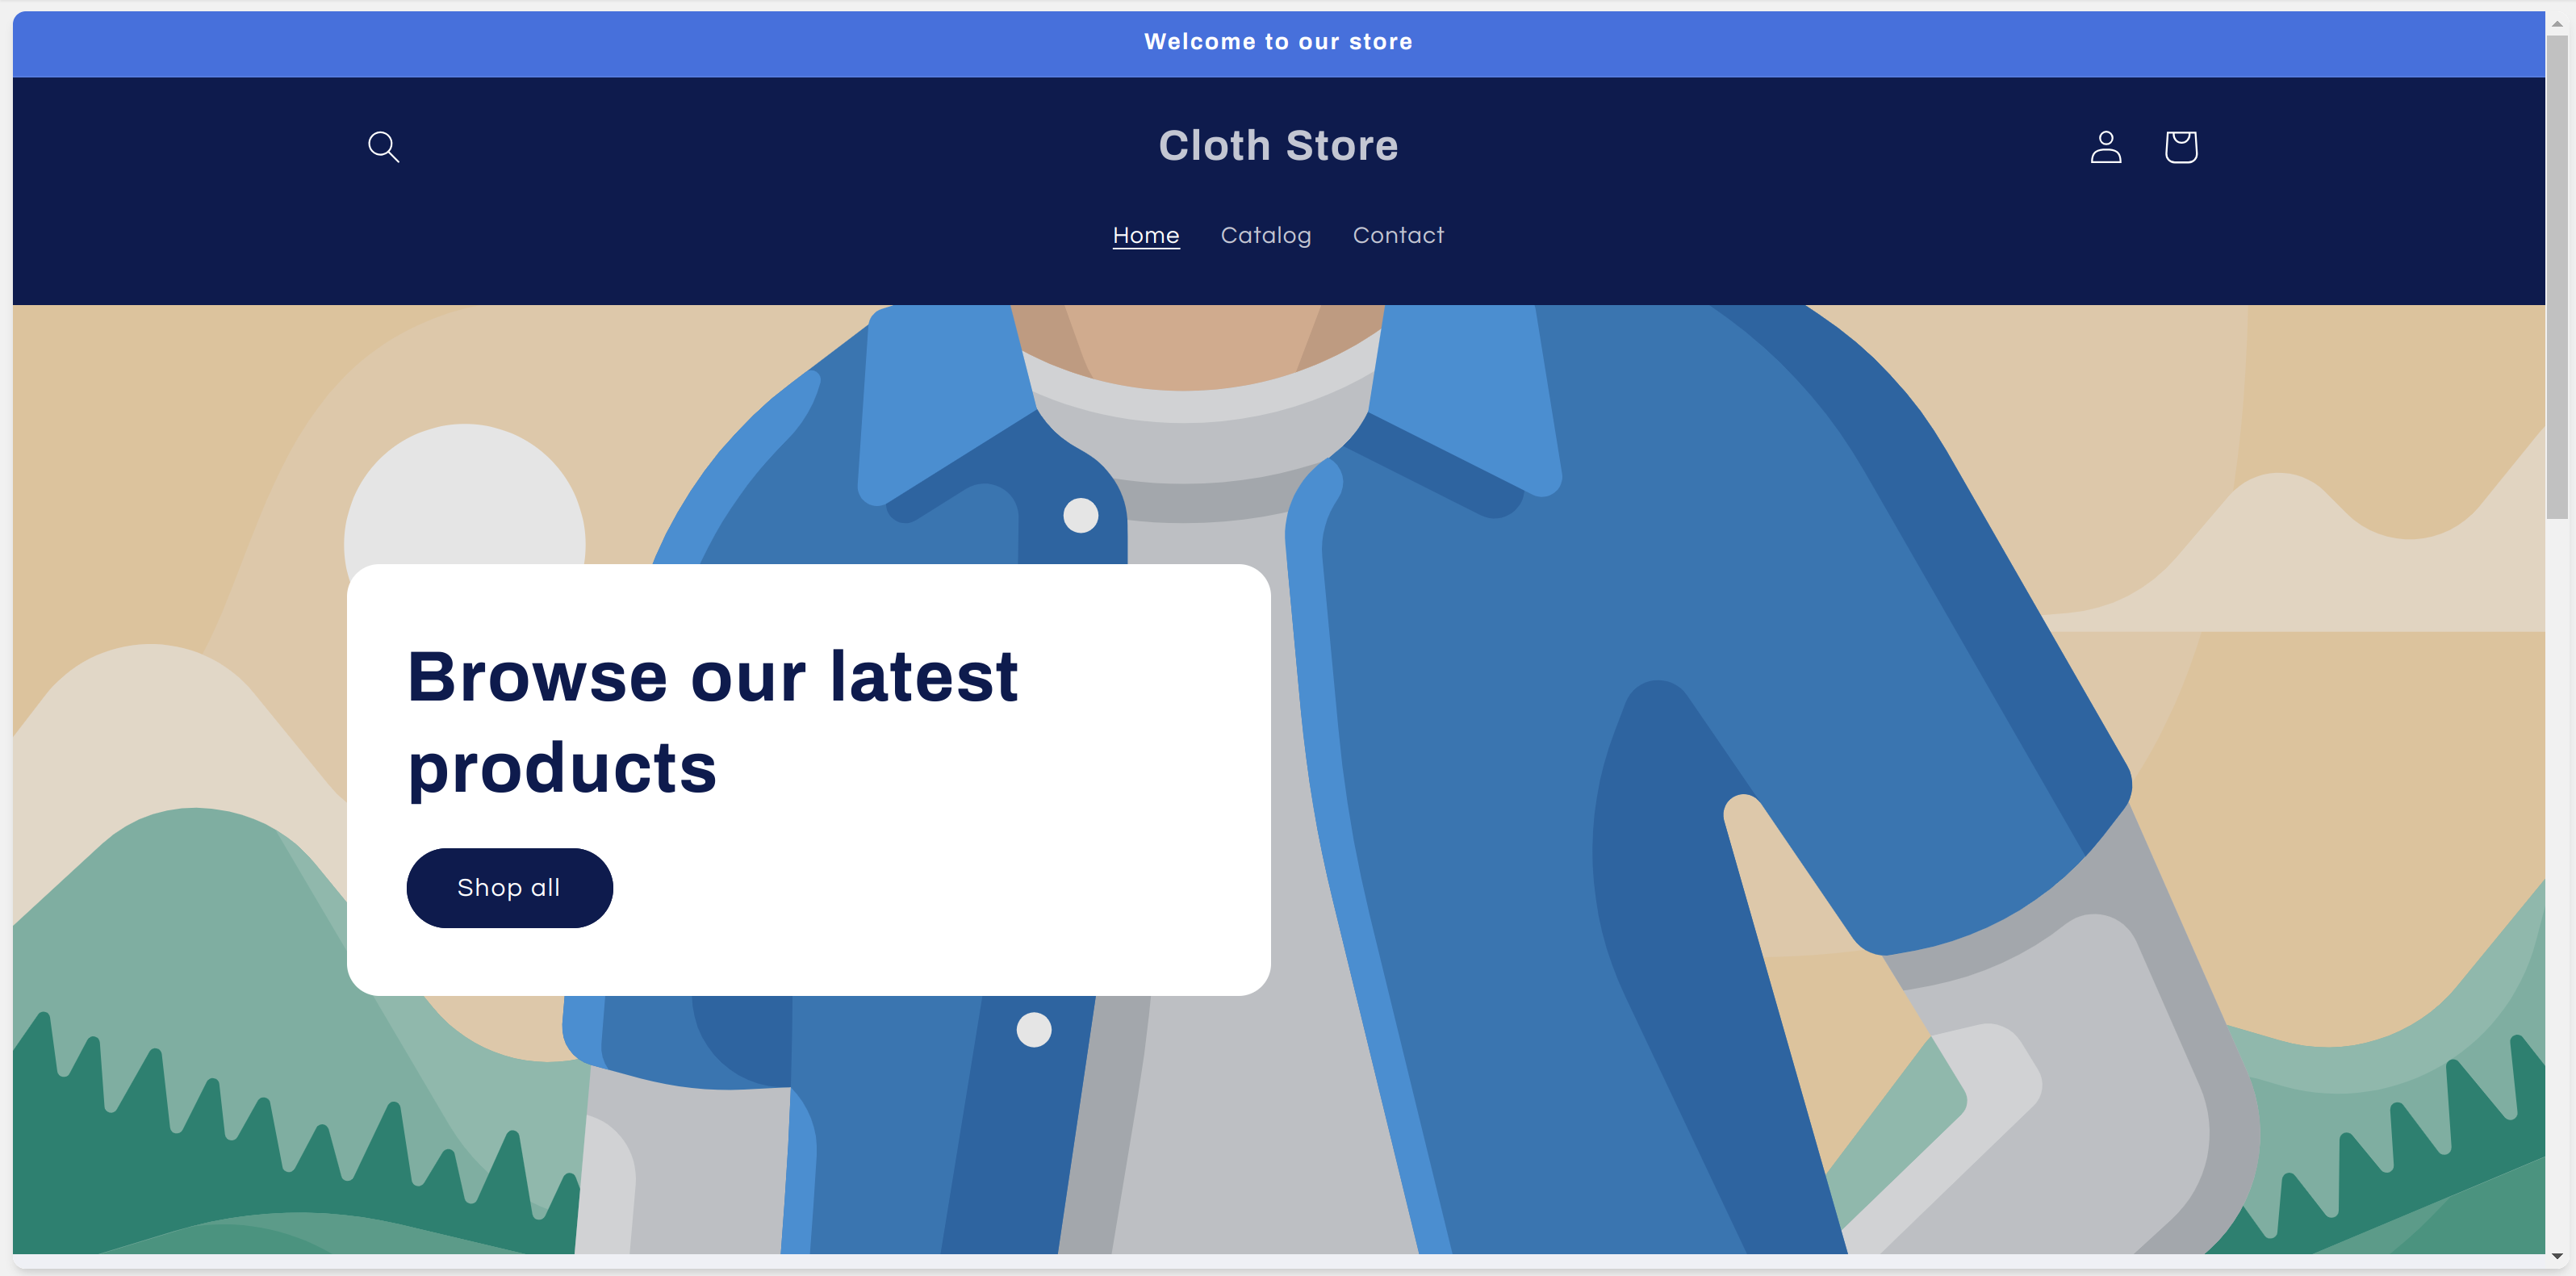 Welcome to our store
Cloth Store
Home Catalog Contact
Browse our latest
products
Shop all